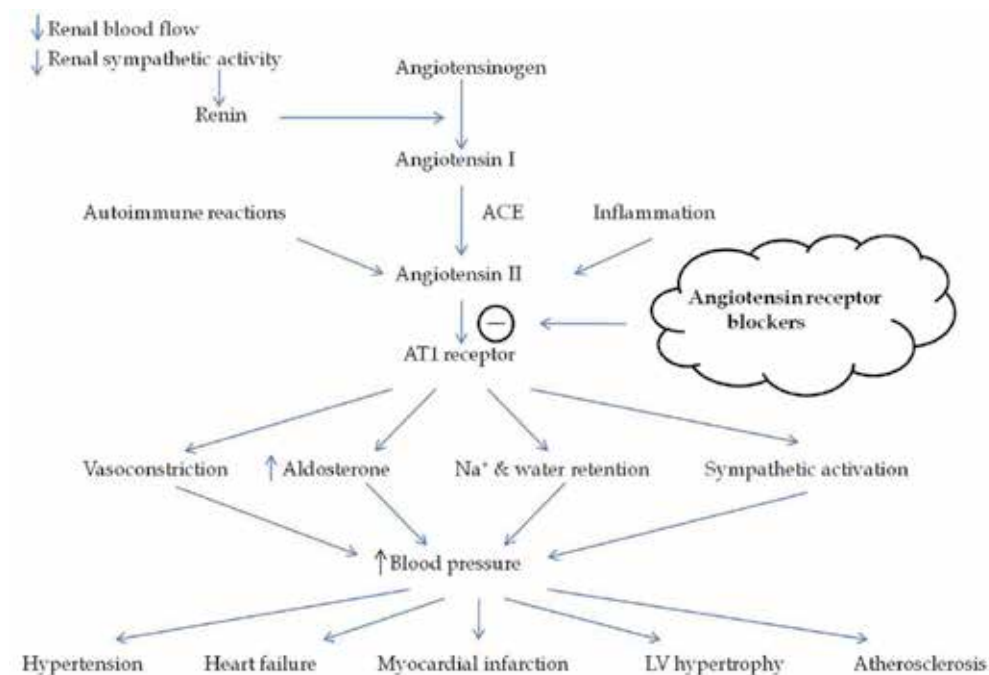 ↓ Renal blood flow
↓ Renal sympathetic activity
Angiotensinogen
Renin
Angiotensin I
Autoimmune reactions
ACE
Inflammation
Angiotensin II
Angiotensin receptor
blockers
AT1 receptor
Vasoconstriction
↑ Aldosterone
Na⁺ & water retention
Sympathetic activation
↑ Blood pressure
Hypertension
Heart failure
Myocardial infarction
LV hypertrophy
Atherosclerosis